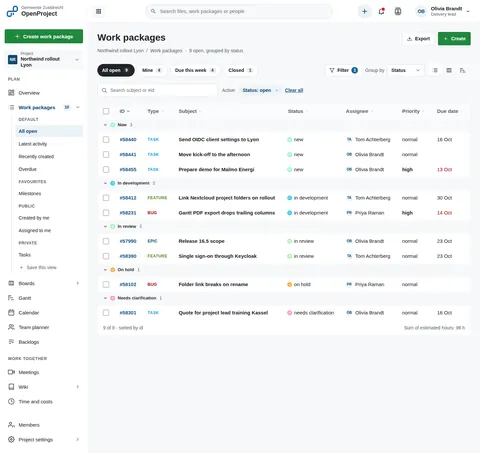 Gemeente Zuiddrecht
OpenProject
Search files, work packages or people
OB
Olivia Brandt
Delivery lead
Create work package
NR
Project
Northwind rollout
Lyon
PLAN
Overview
Work packages
DEFAULT
All open
Latest activity
Recently created
Overdue
FAVOURITES
Milestones
PUBLIC
Created by me
Assigned to me
PRIVATE
Tasks
+ Save this view
Boards
Gantt
Calendar
Team planner
Backlogs
WORK TOGETHER
Meetings
Wiki
Time and costs
Members
Project settings
Work packages
Northwind rollout Lyon / Work packages · 9 open, grouped by status
Export
Create
All open 9
Mine 4
Due this week 4
Closed
Filter 1
Group by
Status
Search subject or #id
Active:
Status: open
Clear all
ID Type Subject Status Assignee Priority Due date
New 3
#58440 TASK Send OIDC client settings to Lyon new TA Tom Achterberg normal 16 Oct
#58441 TASK Move kick-off to the afternoon new OB Olivia Brandt normal
#58455 TASK Prepare demo for Malmo Energi new OB Olivia Brandt high 13 Oct
In development 2
#58412 FEATURE Link Nextcloud project folders on rollout in development TA Tom Achterberg normal 30 Oct
#58231 BUG Gantt PDF export drops trailing columns in development PR Priya Raman high 14 Oct
In review 2
#57990 EPIC Release 16.5 scope in review OB Olivia Brandt normal 23 Oct
FEATURE Single sign-on through Keycloak in review TA Tom Achterberg normal 23 Oct
On hold 1
#58102 BUG Folder link breaks on rename on hold PR Priya Raman normal
Needs clarification 1
#58301 TASK Quote for project lead training Kassel needs clarification OB Olivia Brandt normal 16 Oct
9 of 9 · sorted by id
Sum of estimated hours: